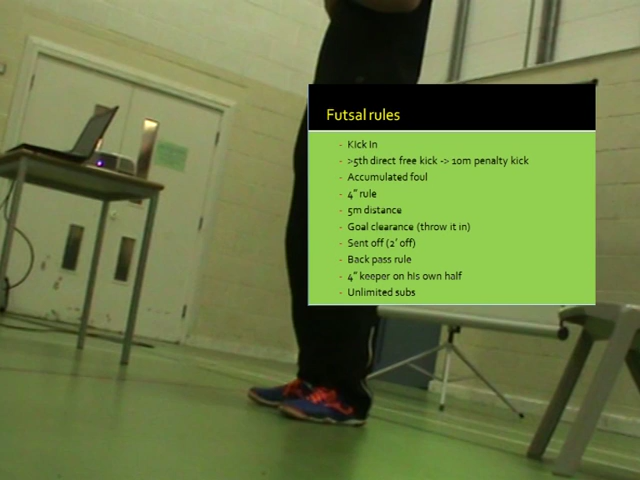 Futsal rules
- Kick in
- >5th direct free kick -> 10m penalty kick
- Accumulated foul
- 4" rule
- 5m distance
- Goal clearance (throw it in)
- Sent off (2' off)
- Back pass rule
- 4" keeper on his own half
- Unlimited subs